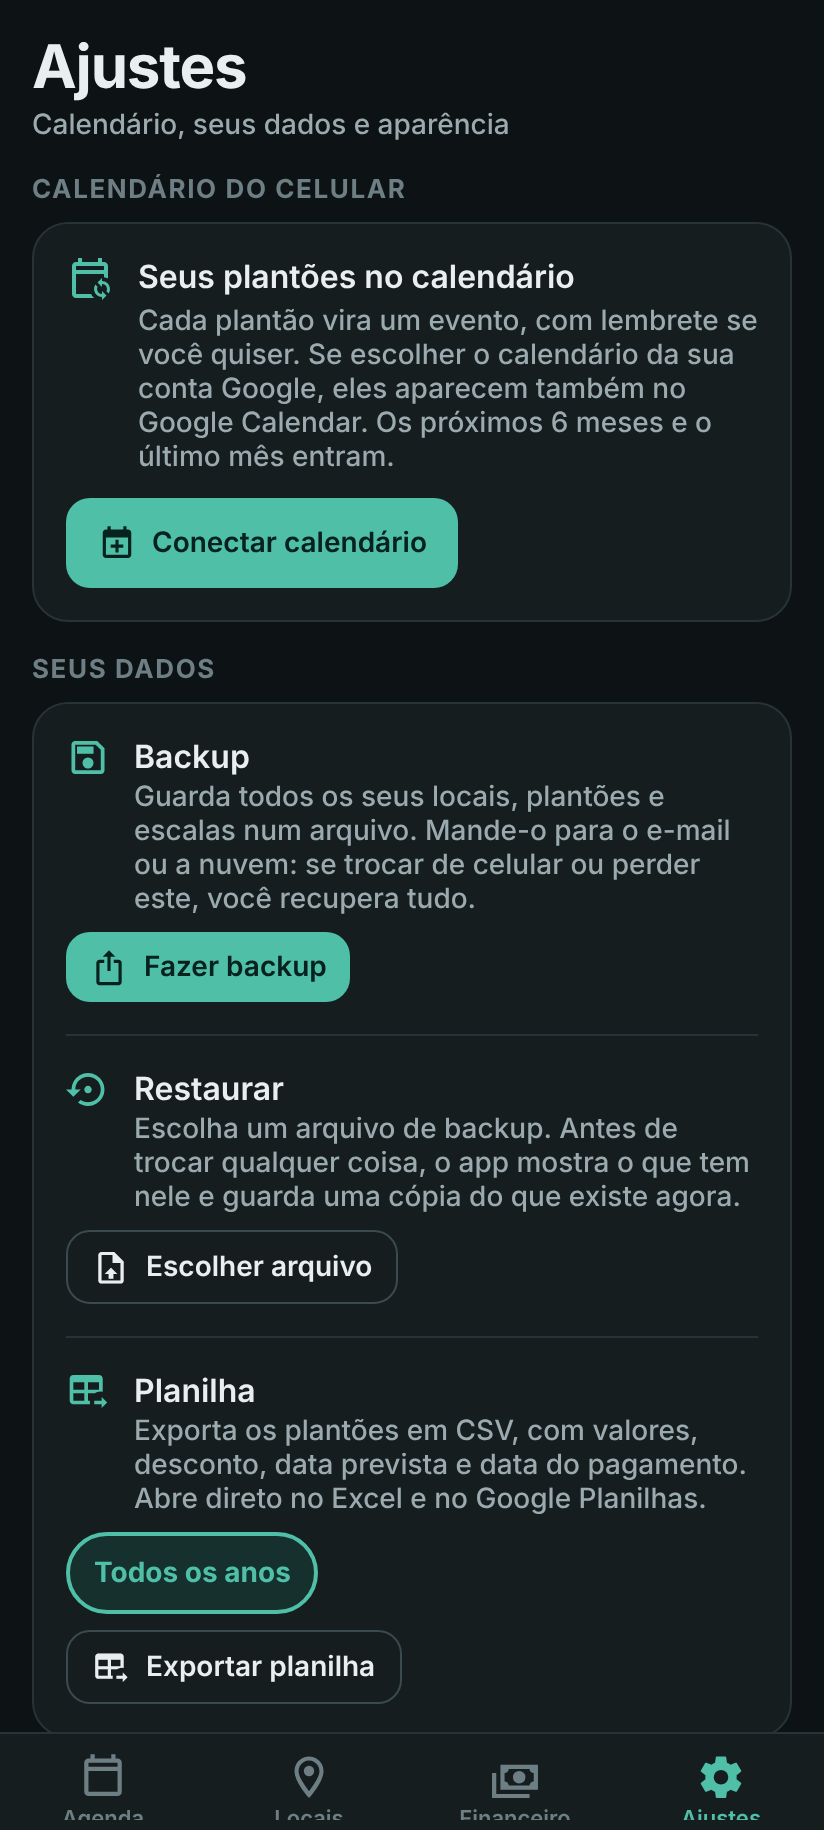 Ajustes
Calendário, seus dados e aparência
CALENDÁRIO DO CELULAR
Seus plantões no calendário
Cada plantão vira um evento, com lembrete se
você quiser. Se escolher o calendário da sua
conta Google, eles aparecem também no
Google Calendar. Os próximos 6 meses e o
último mês entram.
Conectar calendário
SEUS DADOS
Backup
Guarda todos os seus locais, plantões e
escalas num arquivo. Mande-o para o e-mail
ou a nuvem: se trocar de celular ou perder
este, você recupera tudo.
Fazer backup
Restaurar
Escolha um arquivo de backup. Antes de
trocar qualquer coisa, o app mostra o que tem
nele e guarda uma cópia do que existe agora.
Escolher arquivo
Planilha
Exporta os plantões em CSV, com valores,
desconto, data prevista e data do pagamento.
Abre direto no Excel e no Google Planilhas.
Todos os anos
Exportar planilha
Agenda
Locais
Financeiro
Ajustes